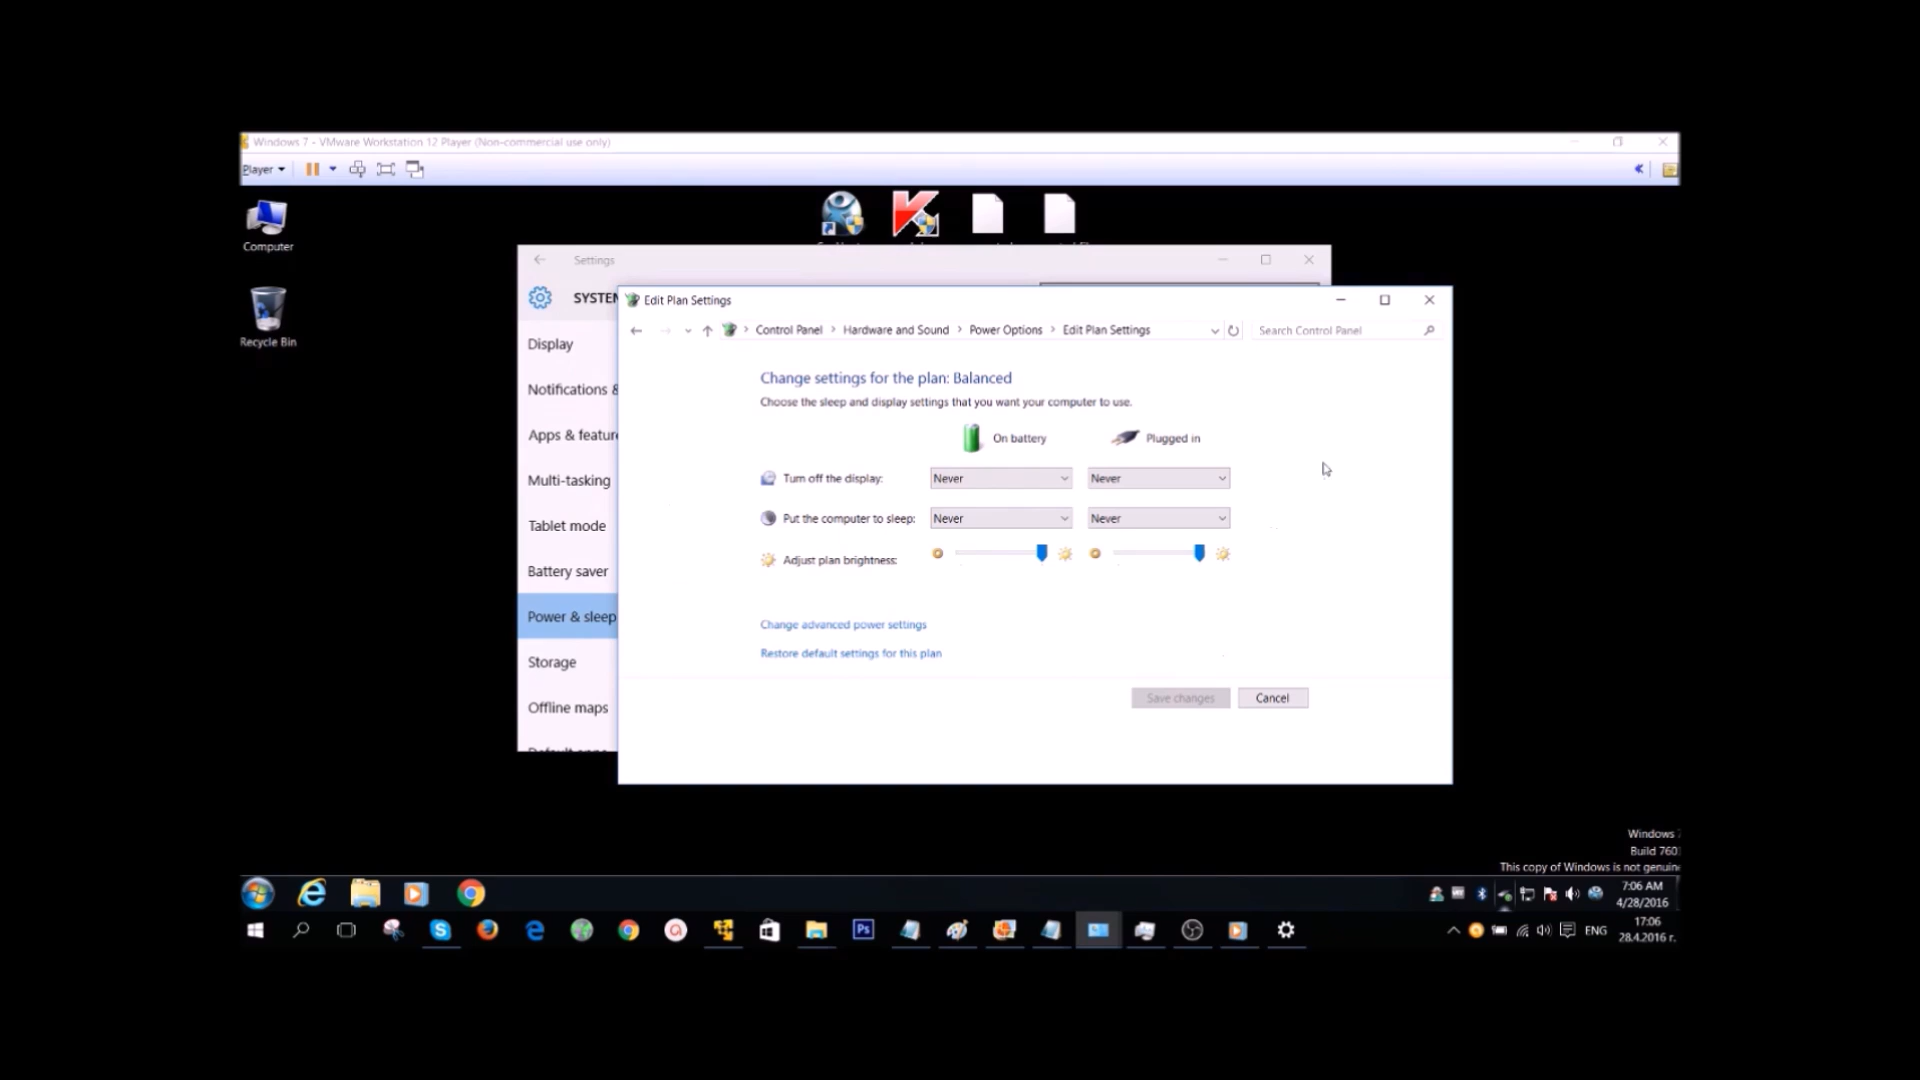 Windows 7 - VMware Workstation 12 Player (Non-commercial use only)
Player
Computer
Recycle Bin
Settings
SYSTEM
Display
Notifications &
Apps & featur
Multi-tasking
Tablet mode
Battery saver
Power & sleep
Storage
Offline maps
Edit Plan Settings
Control Panel > Hardware and Sound > Power Options > Edit Plan Settings
Search Control Panel
Change settings for the plan: Balanced
Choose the sleep and display settings that you want your computer to use.
On battery Plugged in
Turn off the display: Never Never
Put the computer to sleep: Never Never
Adjust plan brightness:
Change advanced power settings
Restore default settings for this plan
Save changes Cancel
Windows
Build 760
This copy of Windows is not genuin
7:06 AM
4/28/2016
Ps
ENG
17:06
28.4.2016 г.